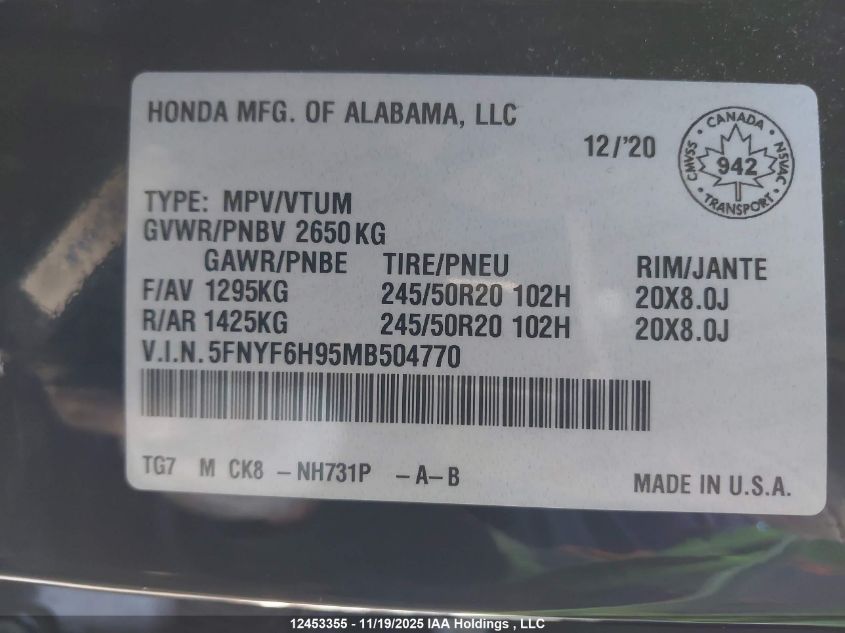 HONDA MFG. OF ALABAMA, LLC
12/'20
CANADA
CMVSS 942 NSVAC
TRANSPORT
TYPE: MPV/VTUM
GVWR/PNBV 2650KG
GAWR/PNBE TIRE/PNEU RIM/JANTE
F/AV 1295KG 245/50R20 102H 20X8.0J
R/AR 1425KG 245/50R20 102H 20X8.0J
V.I.N.5FNYF6H95MB504770
TG7 M CK8 -NH731P -A-B
MADE IN U.S.A.
12453355 - 11/19/2025 IAA Holdings , LLC